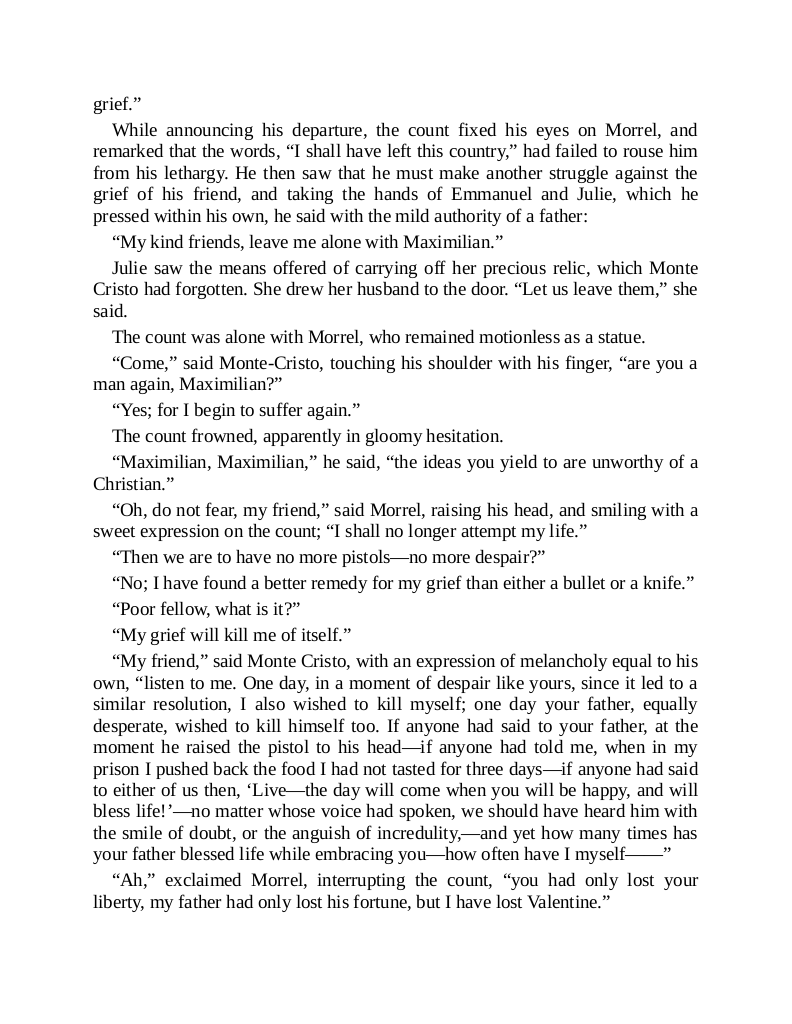 grief.”
While announcing his departure, the count fixed his eyes on Morrel, and
remarked that the words, “I shall have left this country,” had failed to rouse him
from his lethargy. He then saw that he must make another struggle against the
grief of his friend, and taking the hands of Emmanuel and Julie, which he
pressed within his own, he said with the mild authority of a father:
“My kind friends, leave me alone with Maximilian.”
Julie saw the means offered of carrying off her precious relic, which Monte
Cristo had forgotten. She drew her husband to the door. “Let us leave them,” she
said.
The count was alone with Morrel, who remained motionless as a statue.
“Come,” said Monte-Cristo, touching his shoulder with his finger, “are you a
man again, Maximilian?”
“Yes; for I begin to suffer again.”
The count frowned, apparently in gloomy hesitation.
“Maximilian, Maximilian,” he said, “the ideas you yield to are unworthy of a
Christian.”
“Oh, do not fear, my friend,” said Morrel, raising his head, and smiling with a
sweet expression on the count; “I shall no longer attempt my life.”
“Then we are to have no more pistols—no more despair?”
“No; I have found a better remedy for my grief than either a bullet or a knife.”
“Poor fellow, what is it?”
“My grief will kill me of itself.”
“My friend,” said Monte Cristo, with an expression of melancholy equal to his
own, “listen to me. One day, in a moment of despair like yours, since it led to a
similar resolution, I also wished to kill myself; one day your father, equally
desperate, wished to kill himself too. If anyone had said to your father, at the
moment he raised the pistol to his head—if anyone had told me, when in my
prison I pushed back the food I had not tasted for three days—if anyone had said
to either of us then, ‘Live—the day will come when you will be happy, and will
bless life!’—no matter whose voice had spoken, we should have heard him with
the smile of doubt, or the anguish of incredulity,—and yet how many times has
your father blessed life while embracing you—how often have I myself——”
“Ah,” exclaimed Morrel, interrupting the count, “you had only lost your
liberty, my father had only lost his fortune, but I have lost Valentine.”